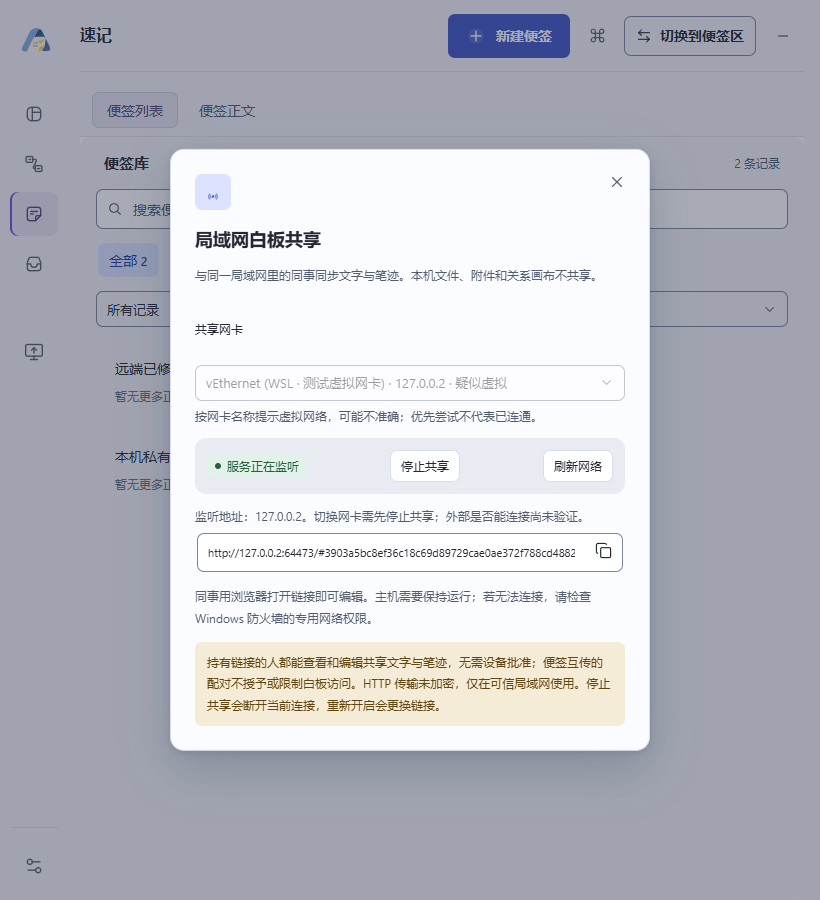 速记
新建便签
切换到便签区
便签列表
便签正文
便签库
2 条记录
搜索便
全部 2
所有记录
远端已修
暂无更多正
本机私有
暂无更多正
局域网白板共享
与同一局域网里的同事同步文字与笔迹。本机文件、附件和关系画布不共享。
共享网卡
vEthernet (WSL · 测试虚拟网卡) · 127.0.0.2 · 疑似虚拟
按网卡名称提示虚拟网络，可能不准确；优先尝试不代表已连通。
服务正在监听
停止共享
刷新网络
监听地址：127.0.0.2。切换网卡需先停止共享；外部是否能连接尚未验证。
http://127.0.0.2:64473/#3903a5bc8ef36c18c69d89729cae0ae372f788cd4882
同事用浏览器打开链接即可编辑。主机需要保持运行；若无法连接，请检查
Windows 防火墙的专用网络权限。
持有链接的人都能查看和编辑共享文字与笔迹，无需设备批准；便签互传的
配对不授予或限制白板访问。HTTP 传输未加密，仅在可信局域网使用。停止
共享会断开当前连接，重新开启会更换链接。